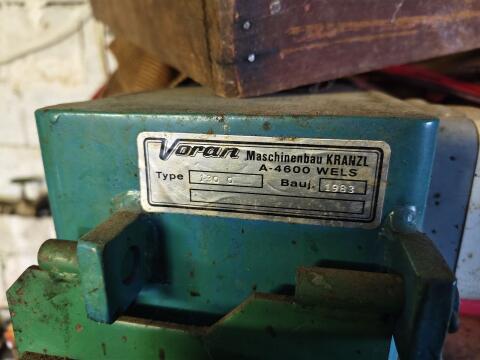 Voran Maschinenbau KRANZL
A-4600 WELS
Type Bauj. 1983